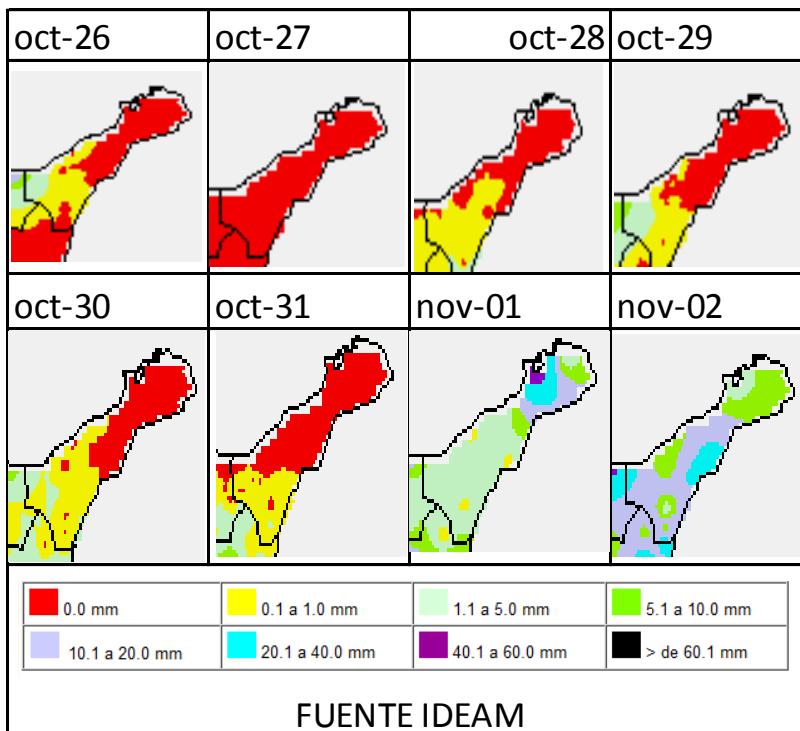 oct-26 oct-27 oct-28 oct-29
oct-30 oct-31 nov-01 nov-02
0.0 mm 0.1 a 1.0 mm 1.1 a 5.0 mm 5.1 a 10.0 mm
10.1 a 20.0 mm 20.1 a 40.0 mm 40.1 a 60.0 mm > de 60.1 mm
FUENTE IDEAM